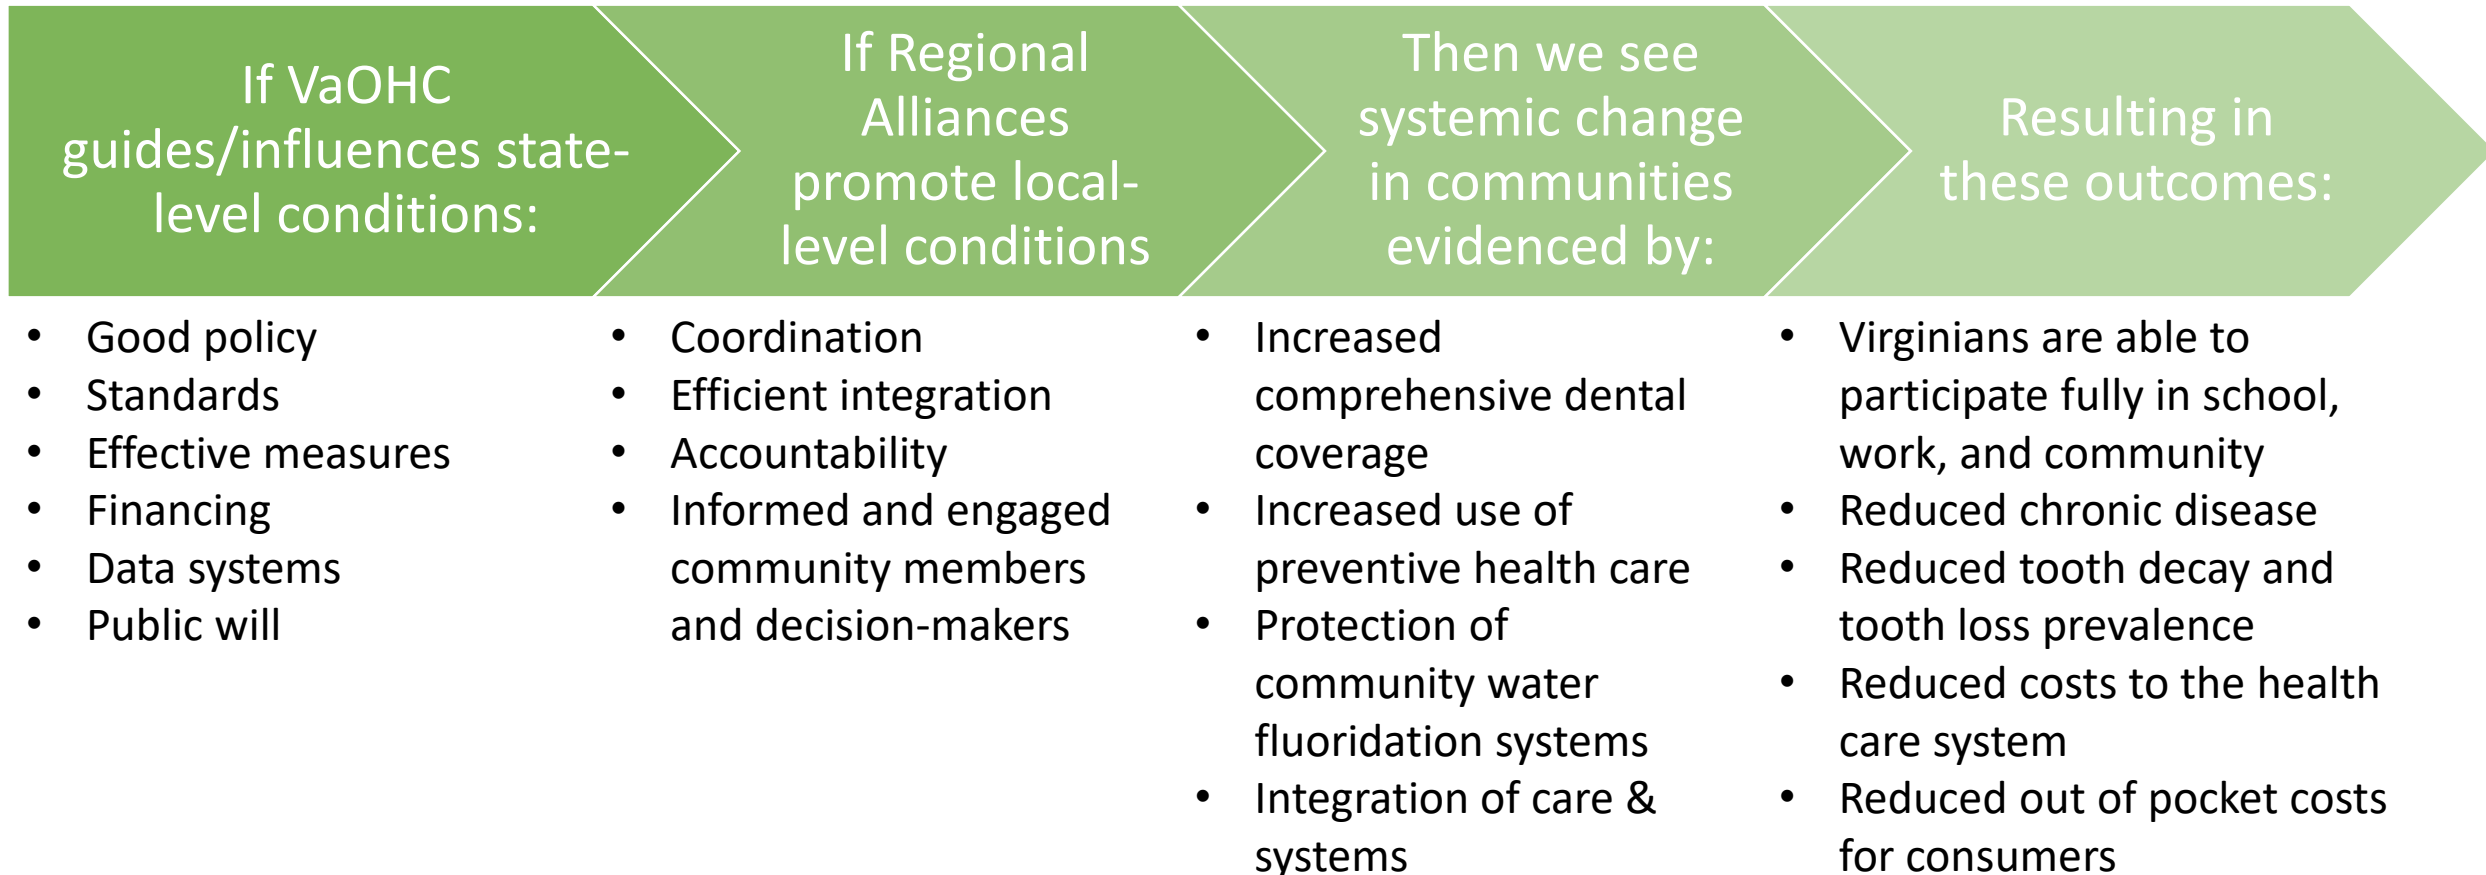 If VaOHC
guides/influences state-
level conditions:
If Regional
Alliances
promote local-
level conditions
Then we see
systemic change
in communities
evidenced by:
Resulting in
these outcomes:
• Good policy
• Standards
• Effective measures
• Financing
• Data systems
• Public will
• Coordination
• Efficient integration
• Accountability
• Informed and engaged
community members
and decision-makers
• Increased
comprehensive dental
coverage
• Increased use of
preventive health care
• Protection of
community water
fluoridation systems
• Integration of care &
systems
• Virginians are able to
participate fully in school,
work, and community
• Reduced chronic disease
• Reduced tooth decay and
tooth loss prevalence
• Reduced costs to the health
care system
• Reduced out of pocket costs
for consumers